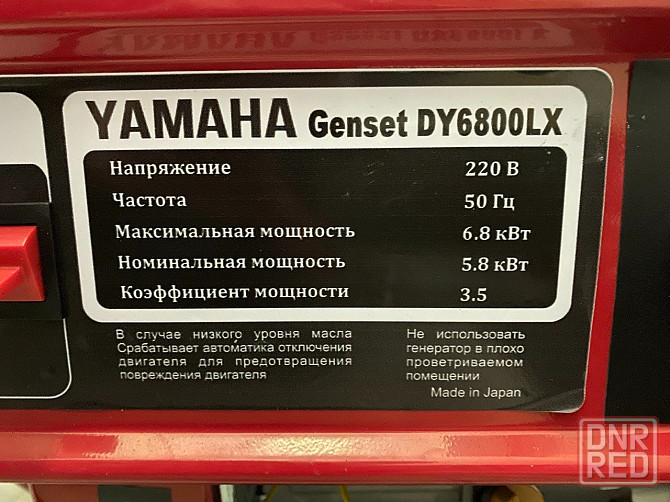 YAMAHA Genset DY6800LX
Напряжение 220 В
Частота 50 Гц
Максимальная мощность 6.8 кВт
Номинальная мощность 5.8 кВт
Коэффициент мощности 3.5
В случае низкого уровня масла
Срабатывает автоматика отключения
двигателя для предотвращения
повреждения двигателя
Не использовать
генератор в плохо
проветриваемом
помещении
Made in Japan
DNR
RED